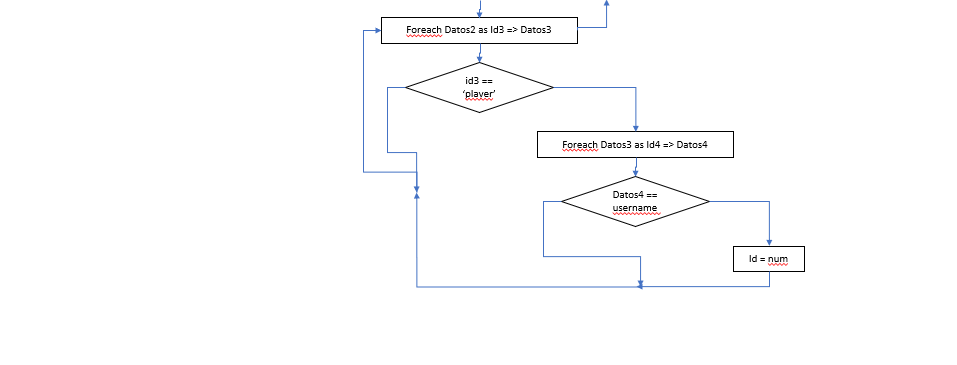 Foreach Datos2 as Id3 => Datos3
id3 ==
‘player’
Foreach Datos3 as Id4 => Datos4
Datos4 ==
username
Id = num